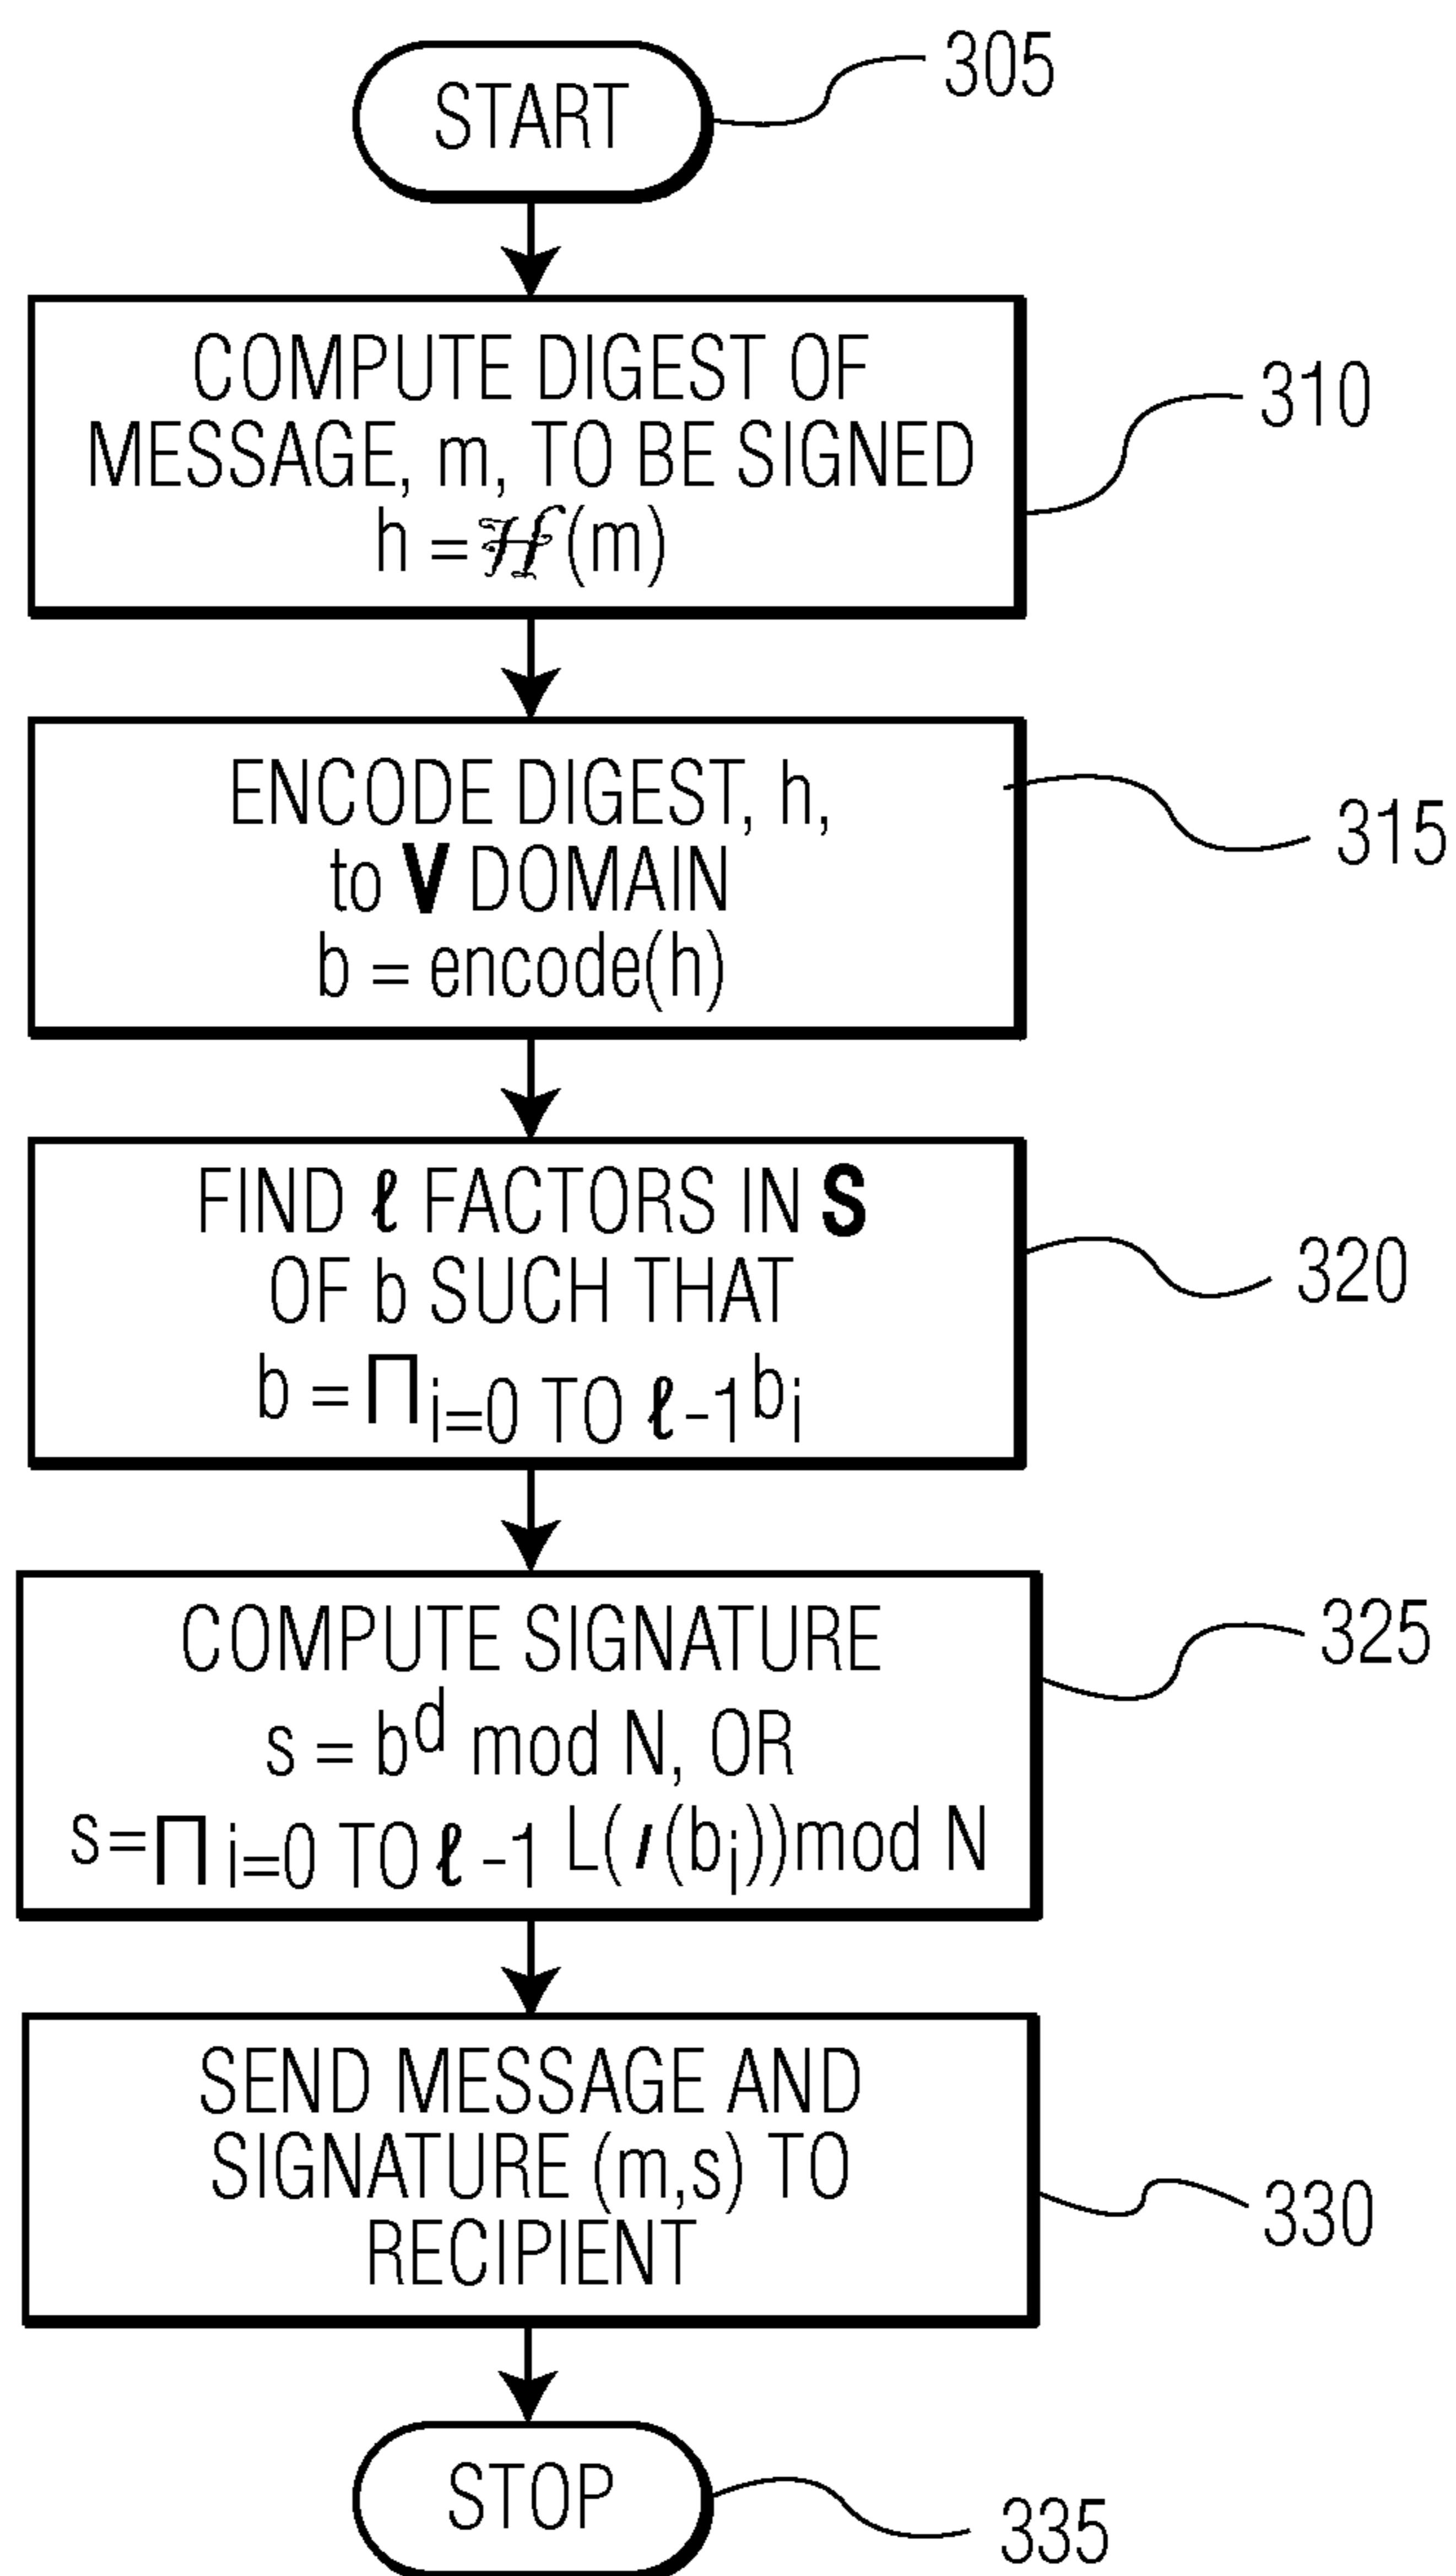 START
305
COMPUTE DIGEST OF
MESSAGE, m, TO BE SIGNED
h = ℋ(m)
310
ENCODE DIGEST, h,
to V DOMAIN
b = encode(h)
315
FIND ℓ FACTORS IN S
OF b SUCH THAT
b = ∏ i=0 TO ℓ-1 bi
320
COMPUTE SIGNATURE
s = b^d mod N, OR
s=∏ i=0 TO ℓ -1 L(ı(bi))mod N
325
SEND MESSAGE AND
SIGNATURE (m,s) TO
RECIPIENT
330
STOP
335